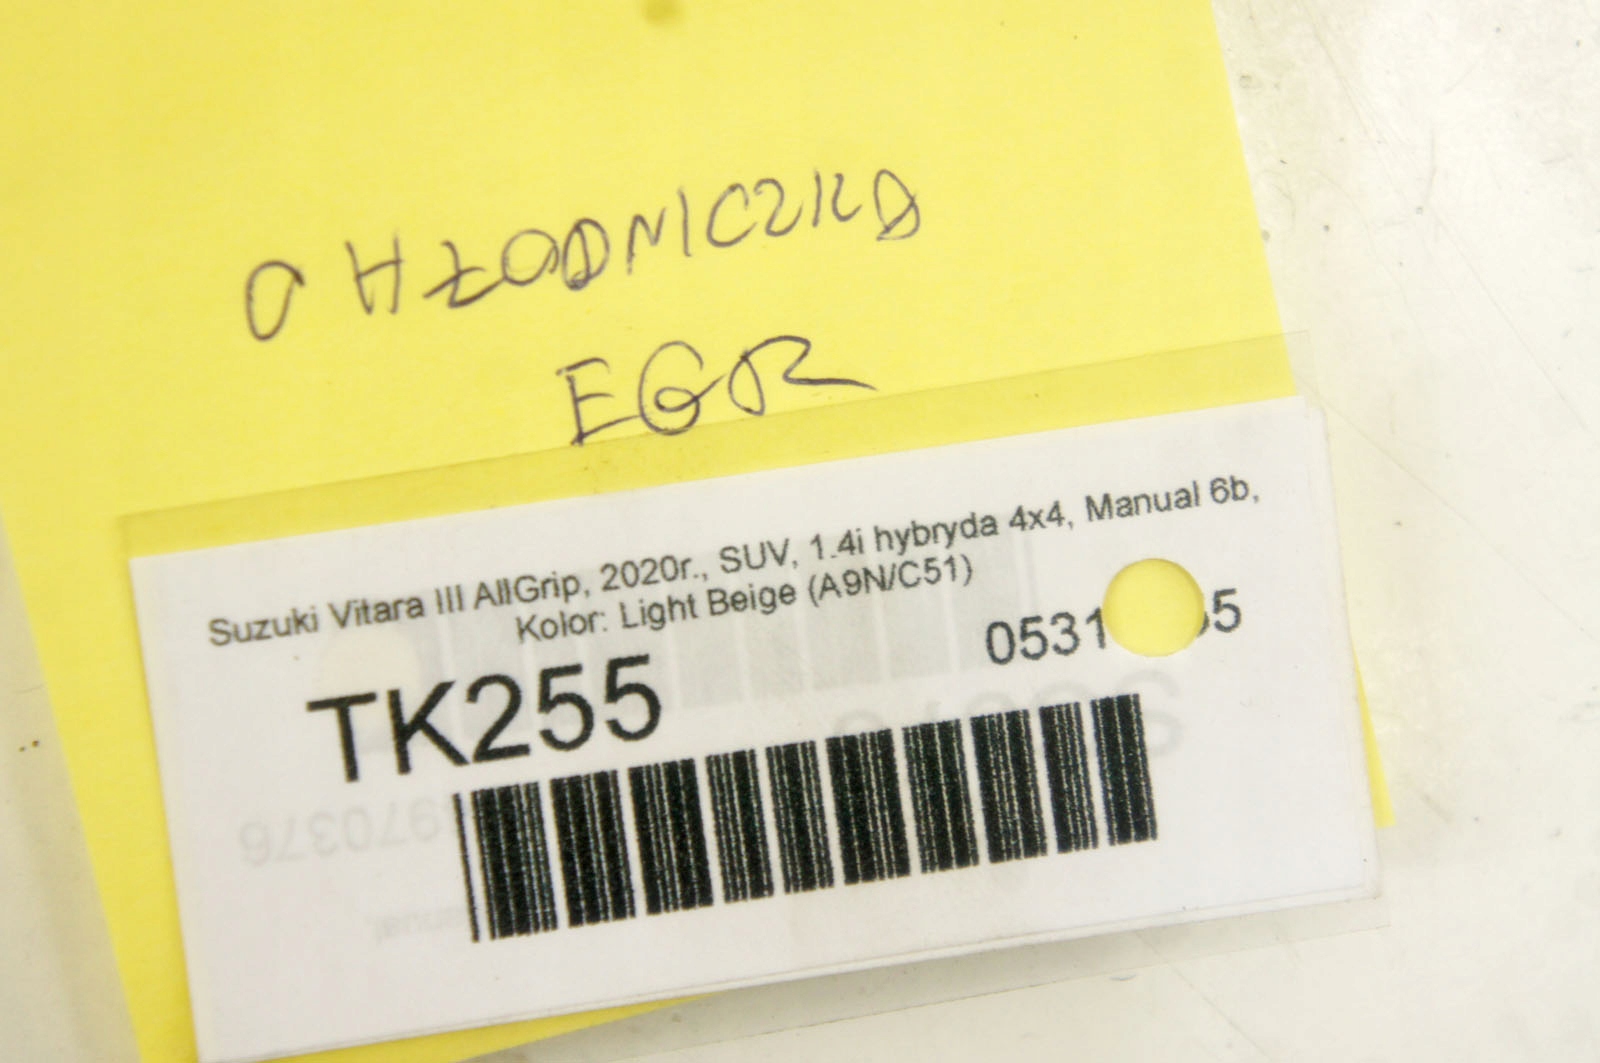 CHŁODNICZKA
EGR
Suzuki Vitara III AllGrip, 2020r., SUV, 1.4i hybryda 4x4, Manual 6b,
Kolor: Light Beige (A9N/C51)
TK255